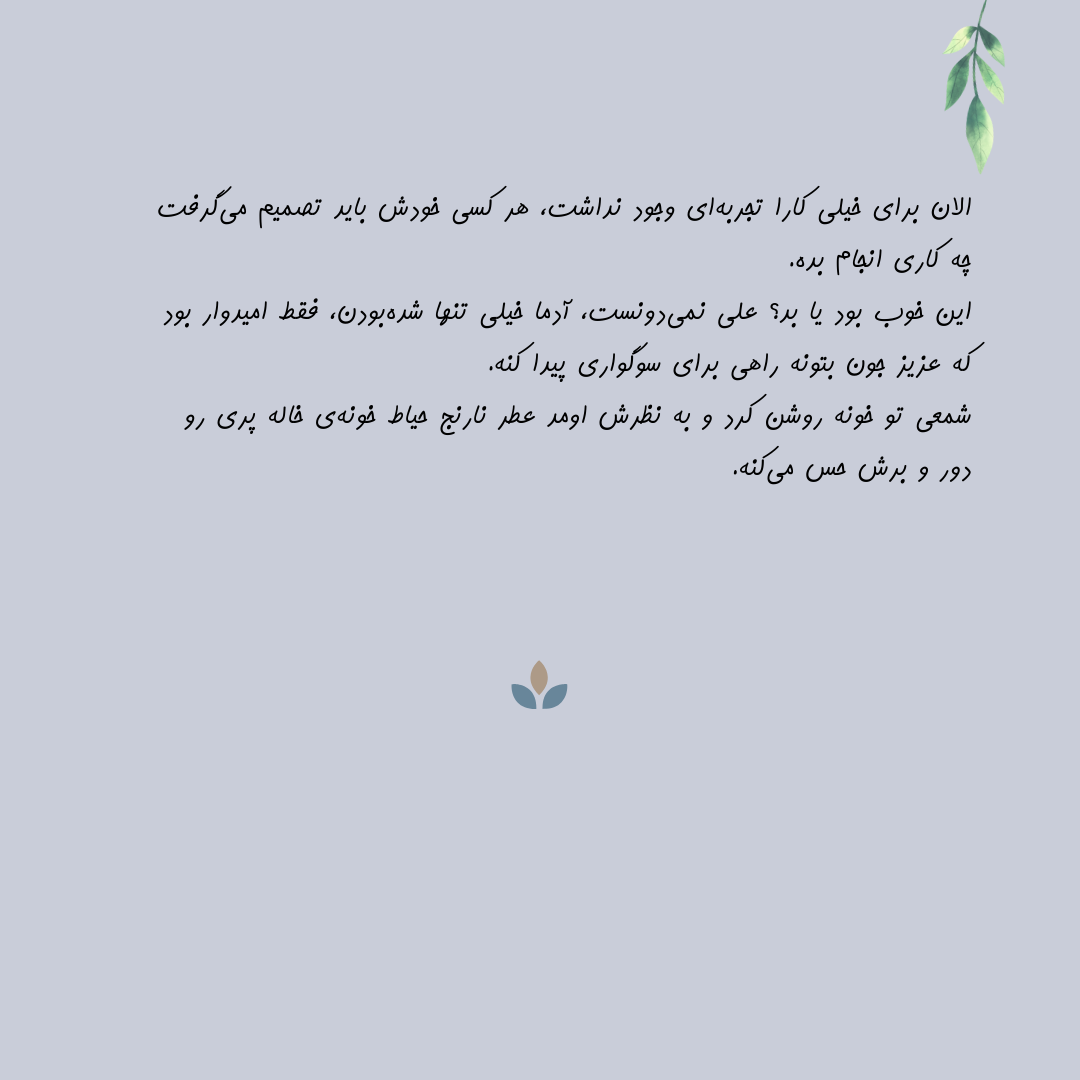 الان برای خیلی کارا تجربه‌ای وجود نداشت، هر کسی خودش باید تصمیم می‌گرفت
چه کاری انجام بده.
این خوب بود یا بد؟ علی نمی‌دونست، آدما خیلی تنها شده‌بودن، فقط امیدوار بود
که عزیز جون بتونه راهی برای سوگواری پیدا کنه.
شمعی تو خونه روشن کرد و به نظرش اومد عطر نارنج حیاط خونه‌ی خاله پری رو
دور و برش حس می‌کنه.